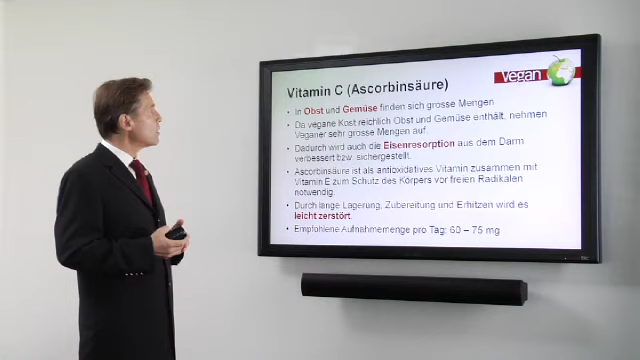 vegan
Vitamin C (Ascorbinsäure)
• In Obst und Gemüse finden sich grosse Mengen
• Da vegane Kost reichlich Obst und Gemüse enthält, nehmen
Veganer sehr grosse Mengen auf.
• Dadurch wird auch die Eisenresorption aus dem Darm
verbessert bzw. sichergestellt.
• Ascorbinsäure ist als antioxidatives Vitamin zusammen mit
Vitamin E zum Schutz des Körpers vor freien Radikalen
notwendig.
• Durch lange Lagerung, Zubereitung und Erhitzen wird es
leicht zerstört.
• Empfohlene Aufnahmemenge pro Tag: 60 – 75 mg